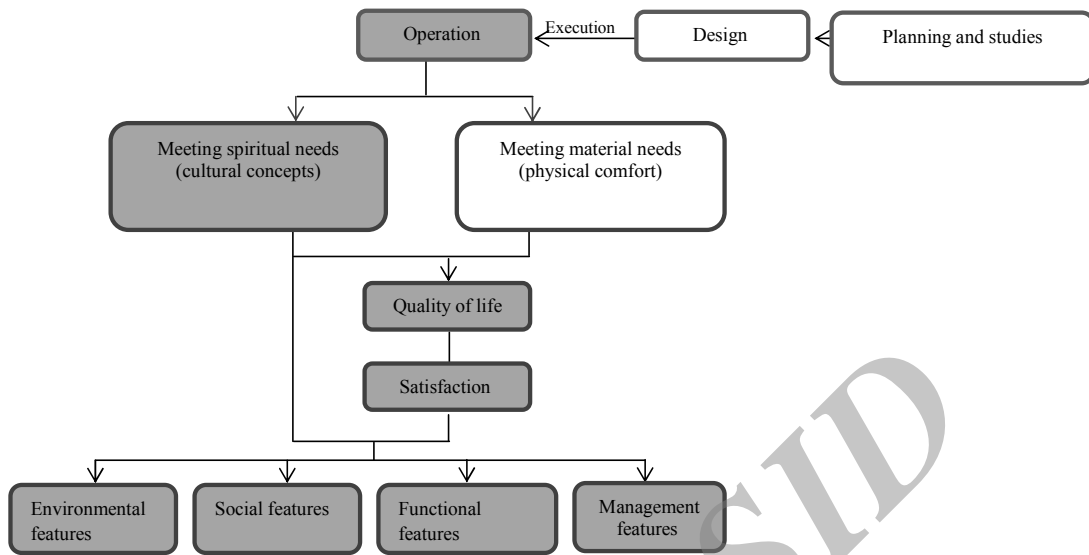 Operation
Execution
Design
Planning and studies
Meeting spiritual needs
(cultural concepts)
Meeting material needs
(physical comfort)
Quality of life
Satisfaction
Environmental
features
Social features
Functional
features
Management
features
SID